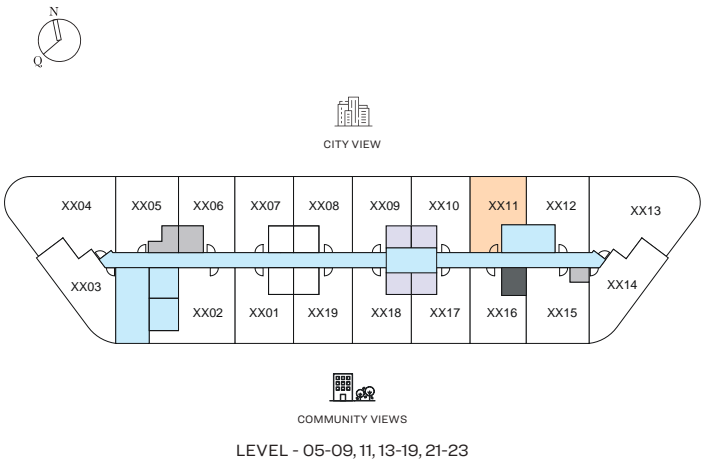 N
Q
CITY VIEW
XX04
XX05
XX06
XX07
XX08
XX09
XX10
XX11
XX12
XX13
XX03
XX14
XX02
XX01
XX19
XX18
XX17
XX16
XX15
COMMUNITY VIEWS
LEVEL - 05-09, 11, 13-19, 21-23